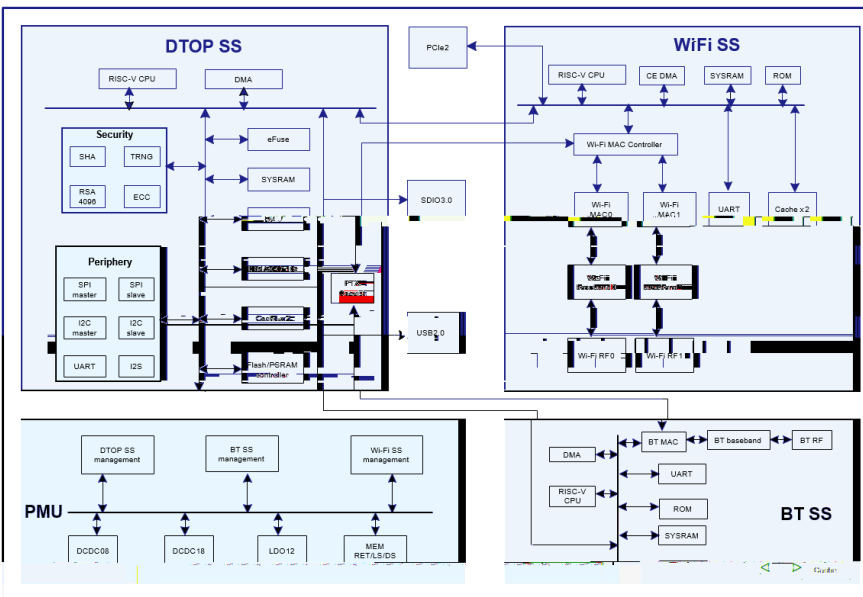 DTOP SS
RISC-V CPU
DMA
Security
SHA
TRNG
RSA
4096
ECC
eFuse
SYSRAM
Periphery
SPI
master
SPI
slave
I2C
master
I2C
slave
UART
I2S
Flash/PSRAM
controller
PCIe2
SDIO3.0
USB2.0
WiFi SS
RISC-V CPU
CE DMA
SYSRAM
ROM
Wi-Fi MAC Controller
Wi-Fi
MAC0
Wi-Fi
MAC1
UART
Cache x2
Wi-Fi RF0
Wi-Fi RF1
PMU
DTOP SS
management
BT SS
management
Wi-Fi SS
management
DCDC08
DCDC18
LDO12
MEM
RET/LS/DS
BT SS
DMA
RISC-V
CPU
BT MAC
BT baseband
BT RF
UART
ROM
SYSRAM